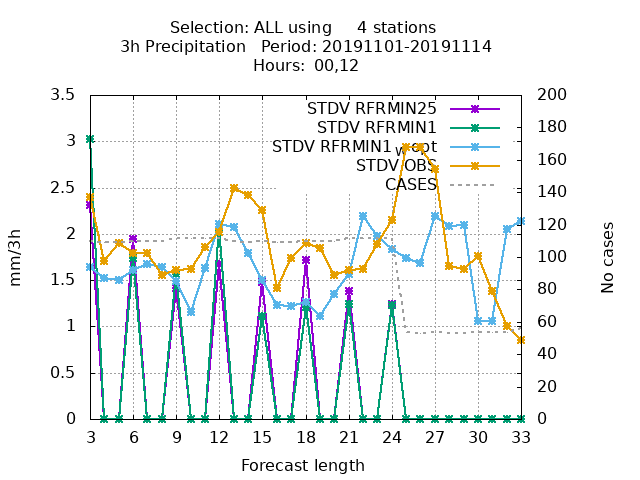 Selection: ALL using 4 stations
3h Precipitation Period: 20191101-20191114
Hours: 00,12
STDV RFRMIN25
STDV RFRMIN1
STDV RFRMIN1_woot
STDV OBS
CASES
mm/3h
3.5
3
2.5
2
1.5
1
0.5
0
No cases
200
180
160
140
120
100
80
60
40
20
0
3 6 9 12 15 18 21 24 27 30 33
Forecast length